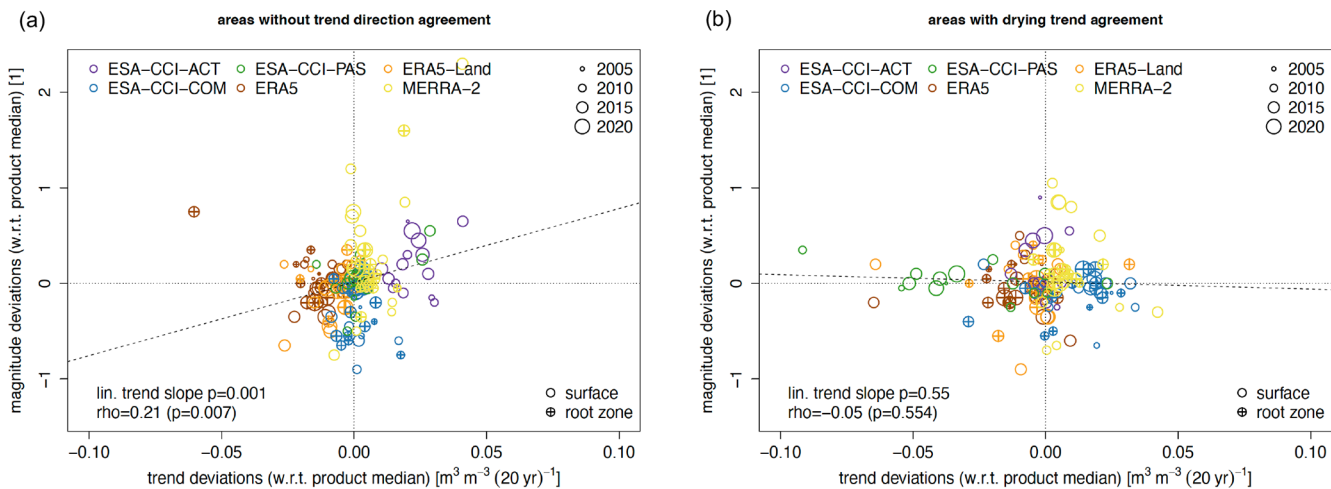 (a)
areas without trend direction agreement
magnitude deviations (w.r.t. product median) [1]
2
1
0
−1
ESA−CCI−ACT
ESA−CCI−PAS
ERA5−Land
ESA−CCI−COM
ERA5
MERRA−2
2005
2010
2015
2020
lin. trend slope p=0.001
rho=0.21 (p=0.007)
surface
root zone
−0.10
−0.05
0.00
0.05
0.10
trend deviations (w.r.t. product median) [m³ m⁻³ (20 yr)⁻¹]
(b)
areas with drying trend agreement
magnitude deviations (w.r.t. product median) [1]
2
1
0
−1
ESA−CCI−ACT
ESA−CCI−PAS
ERA5−Land
ESA−CCI−COM
ERA5
MERRA−2
2005
2010
2015
2020
lin. trend slope p=0.55
rho=−0.05 (p=0.554)
surface
root zone
−0.10
−0.05
0.00
0.05
0.10
trend deviations (w.r.t. product median) [m³ m⁻³ (20 yr)⁻¹]